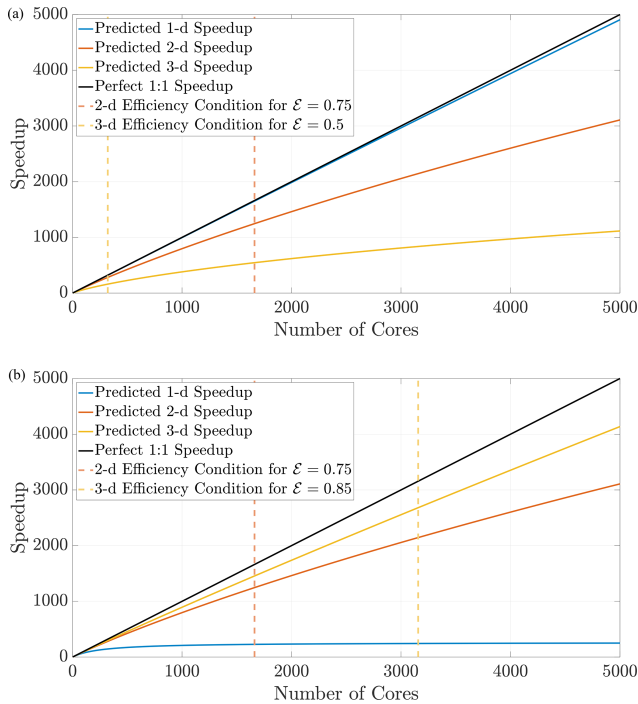 (a)
5000
4000
3000
2000
1000
0
Speedup
Predicted 1-d Speedup
Predicted 2-d Speedup
Predicted 3-d Speedup
Perfect 1:1 Speedup
2-d Efficiency Condition for ℰ = 0.75
3-d Efficiency Condition for ℰ = 0.5
0 1000 2000 3000 4000 5000
Number of Cores
(b)
5000
4000
3000
2000
1000
0
Speedup
Predicted 1-d Speedup
Predicted 2-d Speedup
Predicted 3-d Speedup
Perfect 1:1 Speedup
2-d Efficiency Condition for ℰ = 0.75
3-d Efficiency Condition for ℰ = 0.85
0 1000 2000 3000 4000 5000
Number of Cores